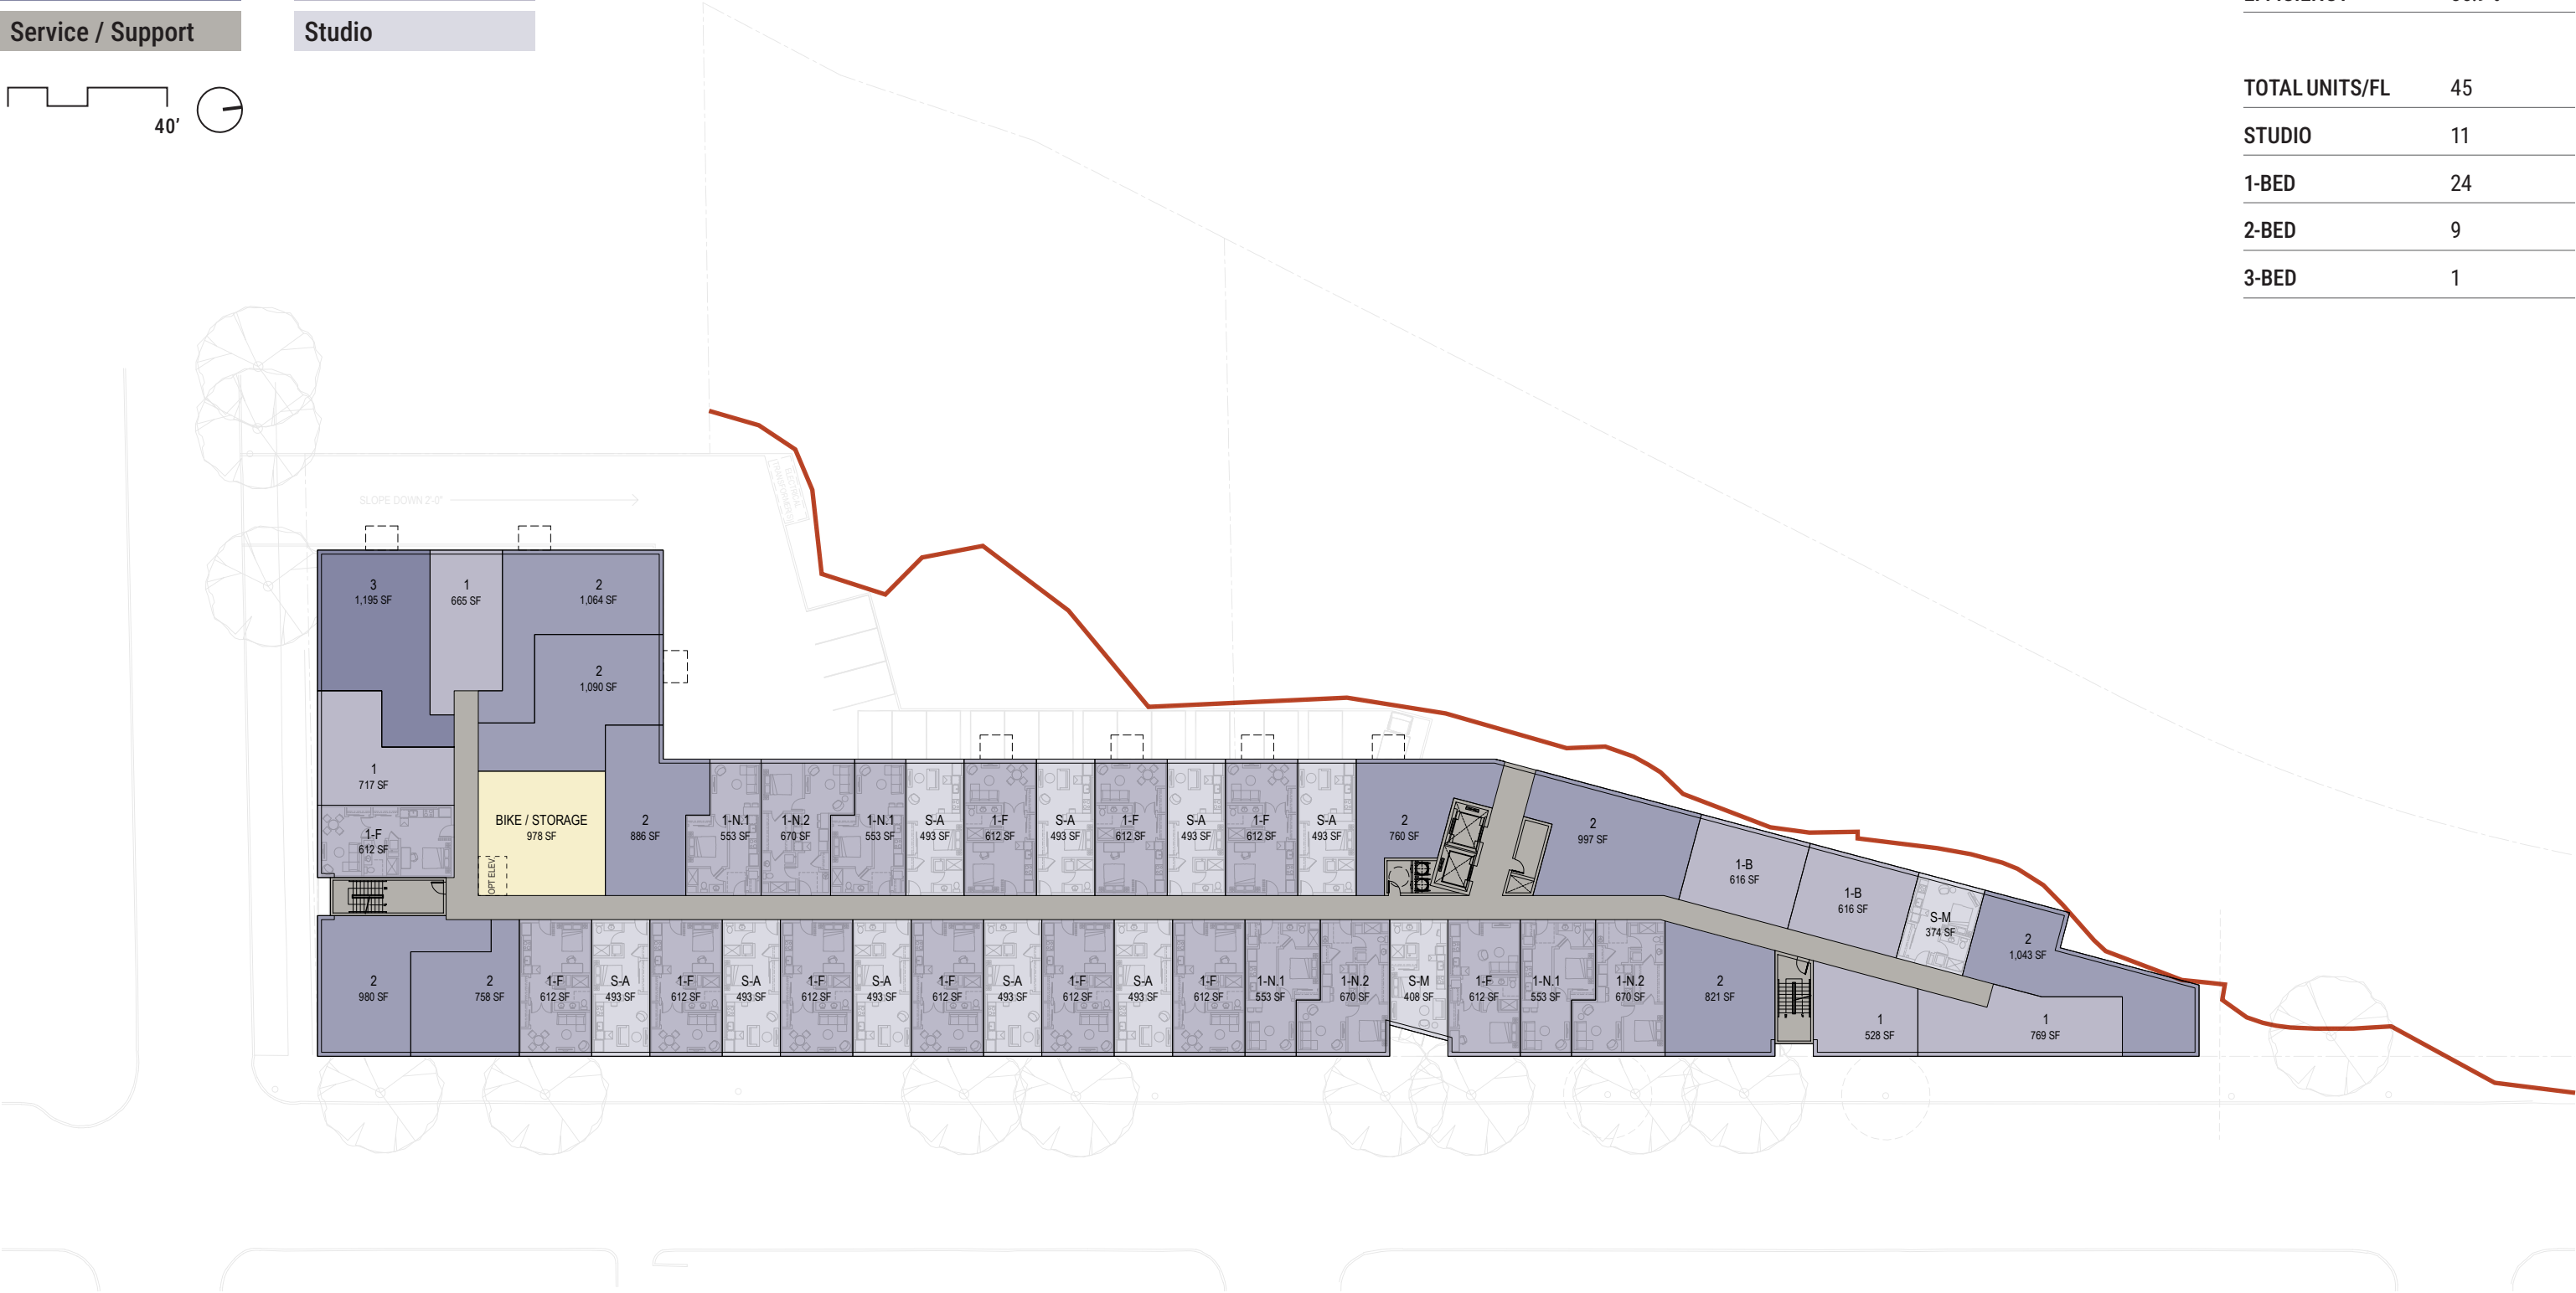 Service / Support
Studio
40'
TOTAL UNITS/FL 45
STUDIO 11
1-BED 24
2-BED 9
3-BED 1
SLOPE DOWN 2'-0"
ELECTRICAL
TRANSFORMERS
3
1,195 SF
1
665 SF
2
1,064 SF
2
1,090 SF
1
717 SF
1-F
612 SF
BIKE / STORAGE
978 SF
OPT ELEV.
2
886 SF
1-N.1
553 SF
1-N.2
670 SF
1-N.1
553 SF
S-A
493 SF
1-F
612 SF
S-A
493 SF
1-F
612 SF
S-A
493 SF
1-F
612 SF
S-A
493 SF
2
760 SF
2
997 SF
1-B
616 SF
1-B
616 SF
S-M
374 SF
2
1,043 SF
2
980 SF
2
758 SF
1-F
612 SF
S-A
493 SF
1-F
612 SF
S-A
493 SF
1-F
612 SF
S-A
493 SF
1-F
612 SF
S-A
493 SF
1-F
612 SF
S-A
493 SF
1-F
612 SF
1-N.1
553 SF
1-N.2
670 SF
S-M
408 SF
1-F
612 SF
1-N.1
553 SF
1-N.2
670 SF
2
821 SF
1
528 SF
1
769 SF